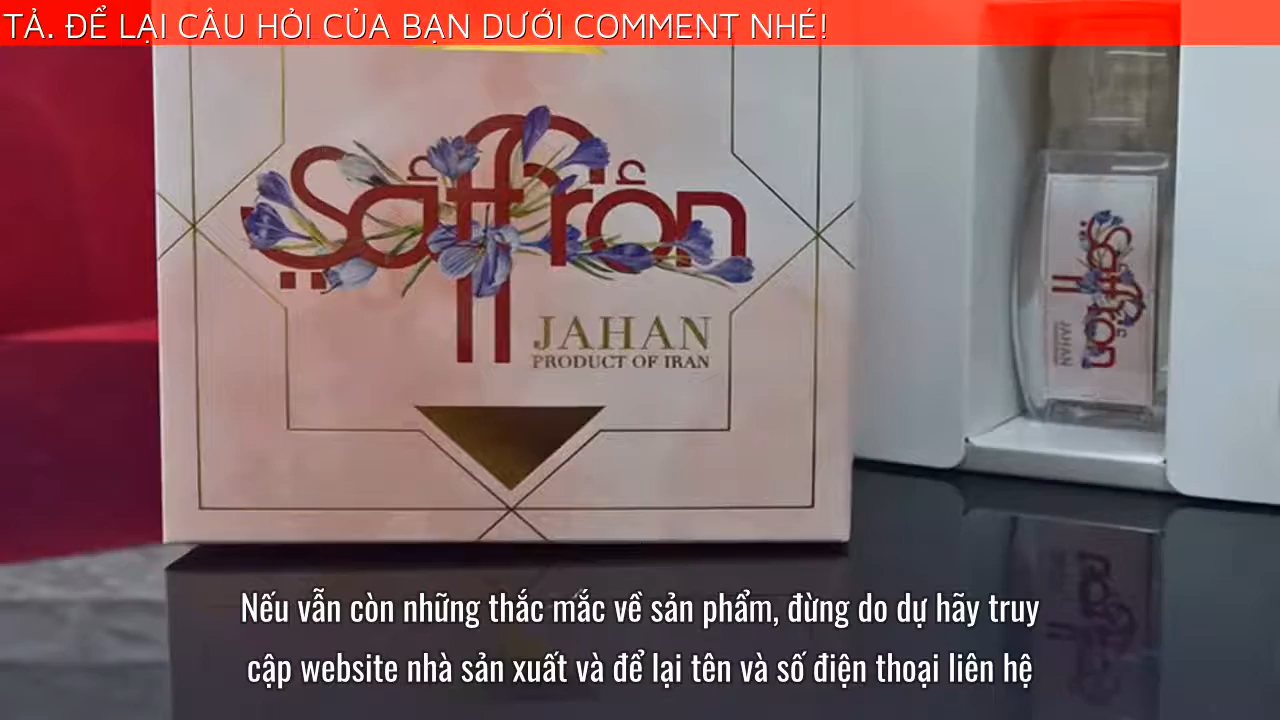 TẢ. ĐỂ LẠI CÂU HỎI CỦA BẠN DƯỚI COMMENT NHÉ!
Saffron
JAHAN
PRODUCT OF IRAN
Saffron
JAHAN
Nếu vẫn còn những thắc mắc về sản phẩm, đừng do dự hãy truy
cập website nhà sản xuất và để lại tên và số điện thoại liên hệ